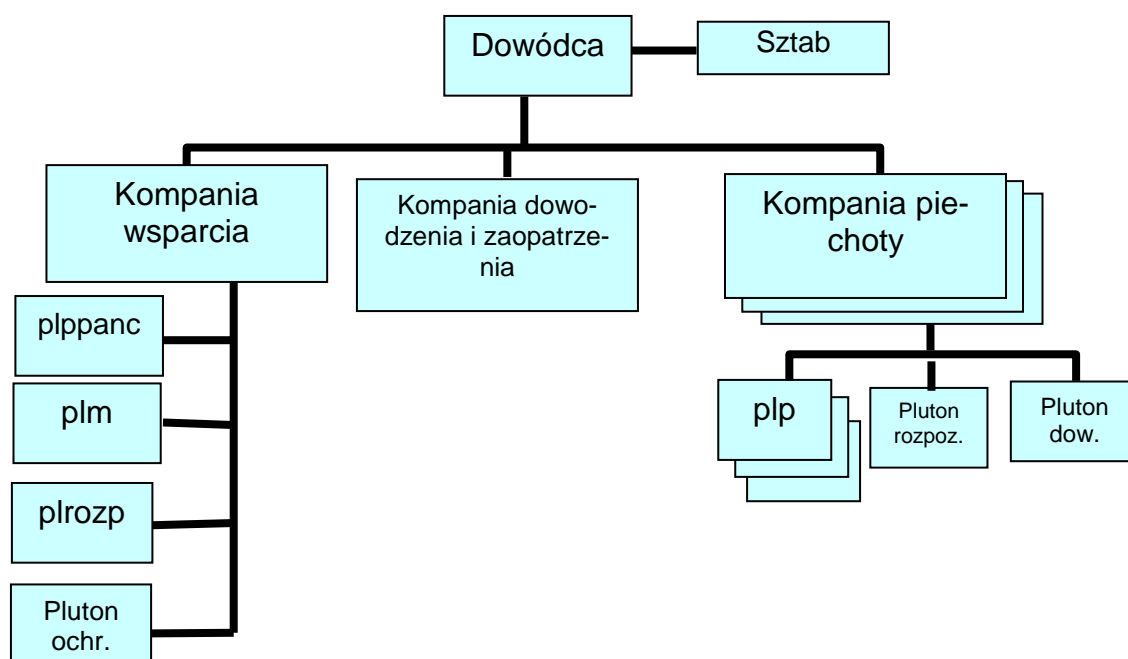 Dowódca
Sztab
Kompania
wsparcia
Kompania dowo-
dzenia i zaopatrze-
nia
Kompania pie-
choty
plppanc
plm
plrozp
Pluton
ochr.
plp
Pluton
rozpoz.
Pluton
dow.